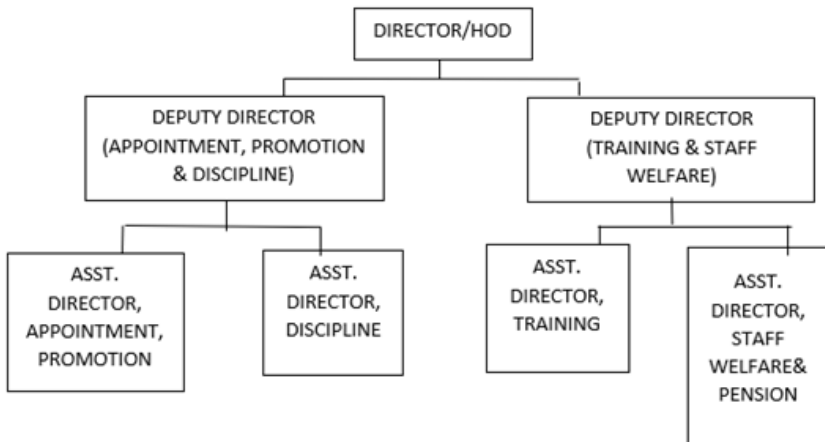 DIRECTOR/HOD
DEPUTY DIRECTOR
(APPOINTMENT, PROMOTION
& DISCIPLINE)
DEPUTY DIRECTOR
(TRAINING & STAFF
WELFARE)
ASST.
DIRECTOR,
APPOINTMENT,
PROMOTION
ASST.
DIRECTOR,
DISCIPLINE
ASST.
DIRECTOR,
TRAINING
ASST.
DIRECTOR,
STAFF
WELFARE&
PENSION